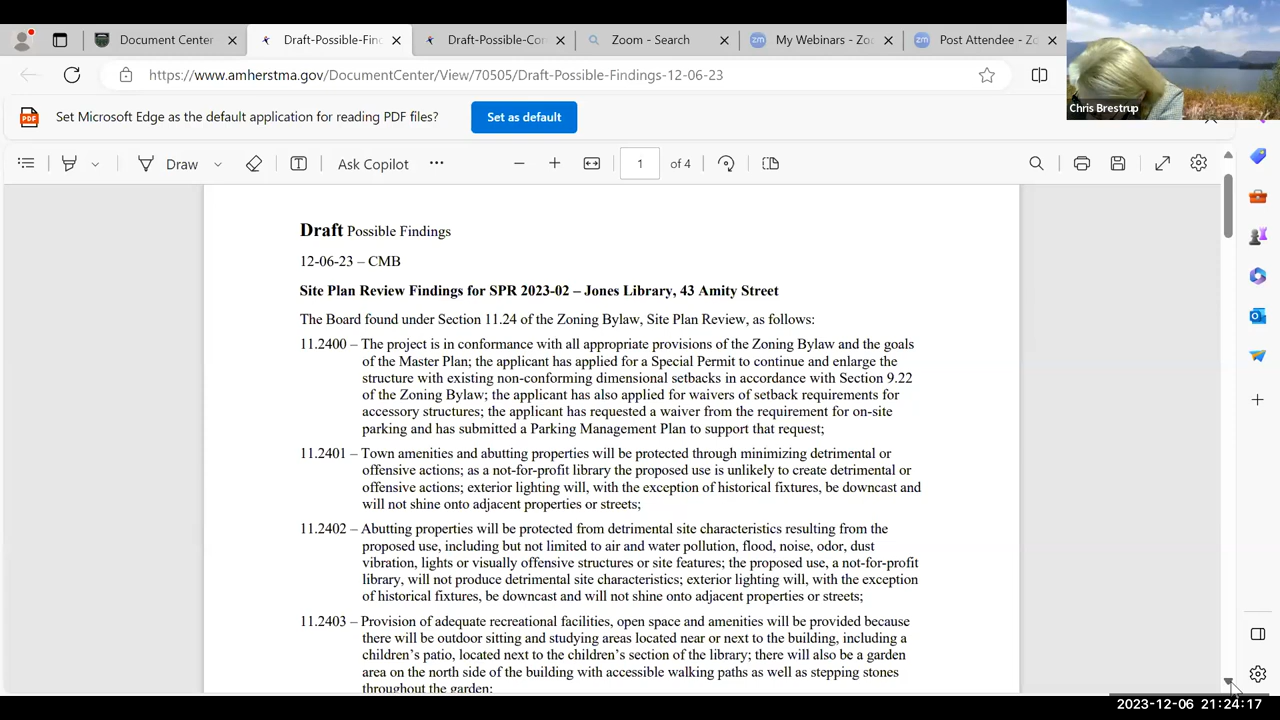 Document Center
Draft-Possible-Fin
Draft-Possible-Co
Zoom - Search
My Webinars - Zo
Post Attendee - Z
https://www.amherstma.gov/DocumentCenter/View/70505/Draft-Possible-Findings-12-06-23
Chris Brestrup
PDF
Set Microsoft Edge as the default application for reading PDF files?
Set as default
Draw
Ask Copilot
1 of 4
Draft Possible Findings
12-06-23 – CMB
Site Plan Review Findings for SPR 2023-02 – Jones Library, 43 Amity Street
The Board found under Section 11.24 of the Zoning Bylaw, Site Plan Review, as follows:
11.2400 – The project is in conformance with all appropriate provisions of the Zoning Bylaw and the goals
of the Master Plan; the applicant has applied for a Special Permit to continue and enlarge the
structure with existing non-conforming dimensional setbacks in accordance with Section 9.22
of the Zoning Bylaw; the applicant has also applied for waivers of setback requirements for
accessory structures; the applicant has requested a waiver from the requirement for on-site
parking and has submitted a Parking Management Plan to support that request;
11.2401 – Town amenities and abutting properties will be protected through minimizing detrimental or
offensive actions; as a not-for-profit library the proposed use is unlikely to create detrimental or
offensive actions; exterior lighting will, with the exception of historical fixtures, be downcast and
will not shine onto adjacent properties or streets;
11.2402 – Abutting properties will be protected from detrimental site characteristics resulting from the
proposed use, including but not limited to air and water pollution, flood, noise, odor, dust
vibration, lights or visually offensive structures or site features; the proposed use, a not-for-profit
library, will not produce detrimental site characteristics; exterior lighting will, with the exception
of historical fixtures, be downcast and will not shine onto adjacent properties or streets;
11.2403 – Provision of adequate recreational facilities, open space and amenities will be provided because
there will be outdoor sitting and studying areas located near or next to the building, including a
children's patio, located next to the children's section of the library; there will also be a garden
area on the north side of the building with accessible walking paths as well as stepping stones
throughout the garden;
2023-12-06 21:24:17